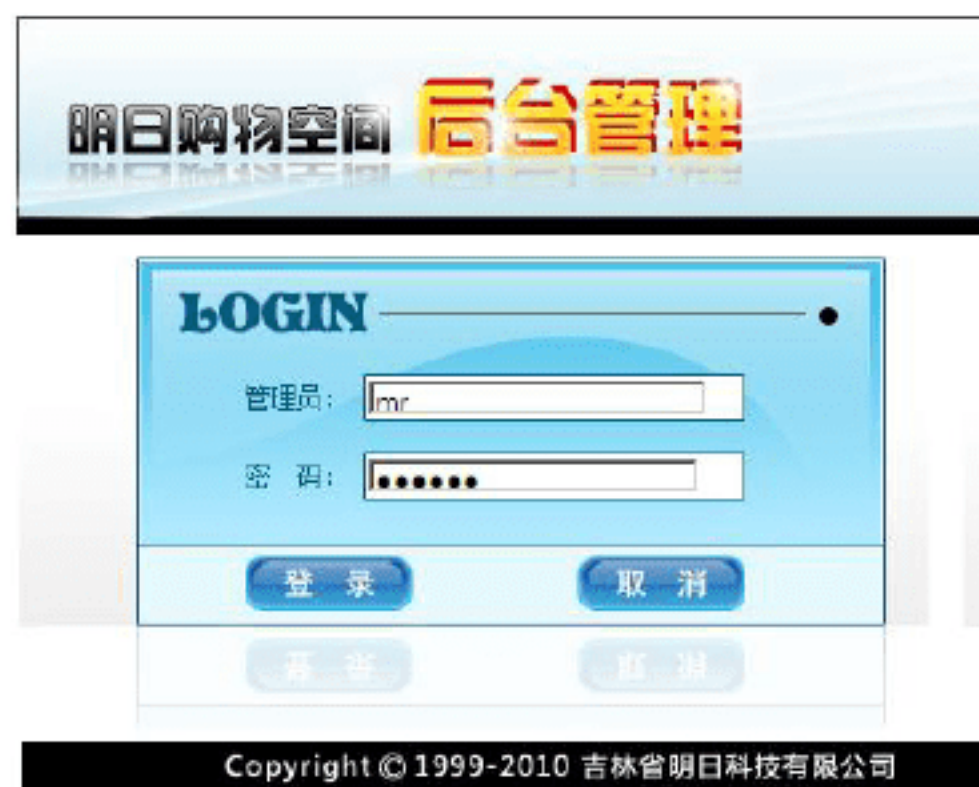 明日购物空间 后台管理
LOGIN
管理员: mr
密 码: ●●●●●●
登 录 取 消
Copyright © 1999-2010 吉林省明日科技有限公司